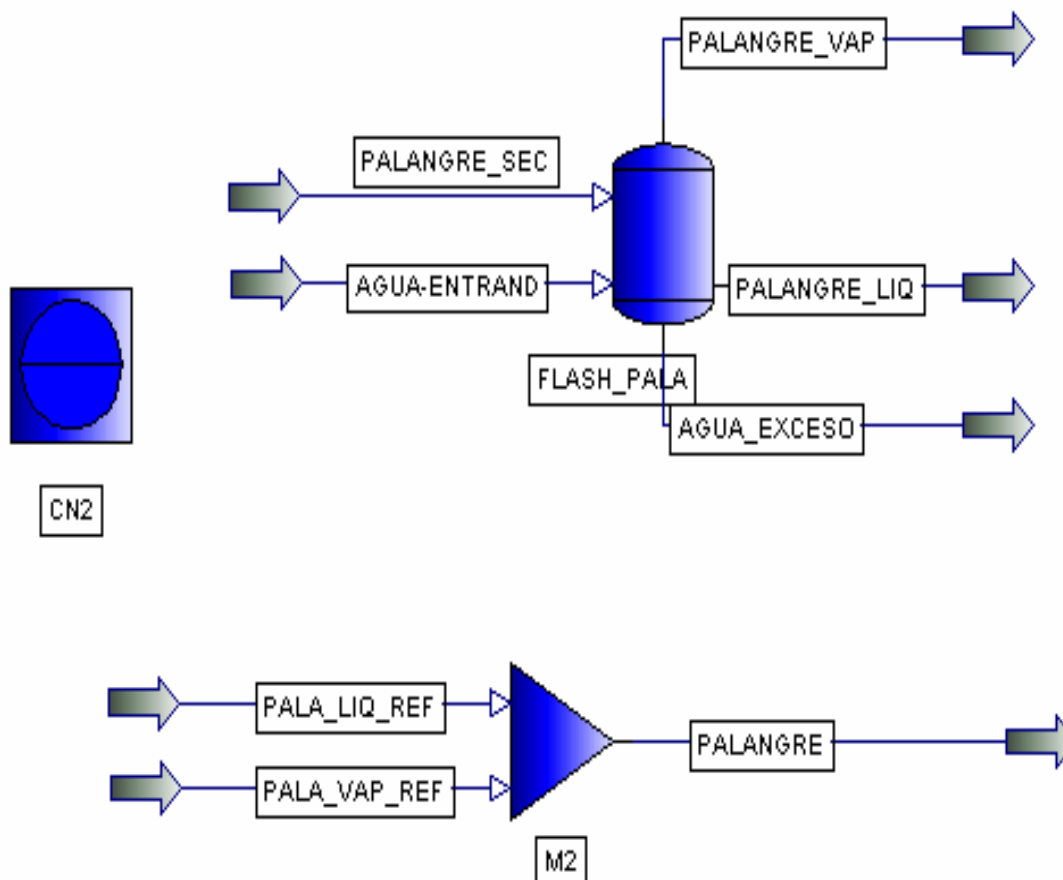 PALANGRE_VAP
PALANGRE_SEC
AGUA-ENTRAND
PALANGRE_LIQ
FLASH_PALA
AGUA_EXCESO
CN2
PALA_LIQ_REF
PALANGRE
PALA_VAP_REF
M2